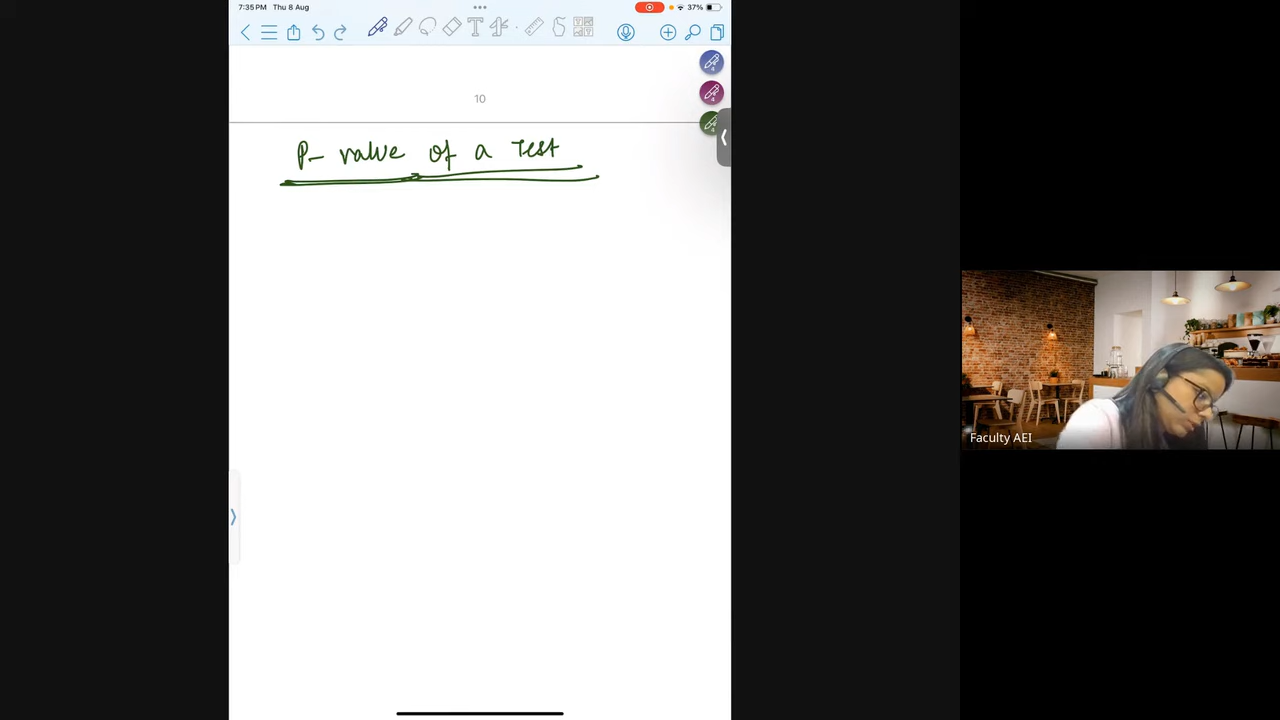 7:35 PM Thu 8 Aug
37%
10
P- value of a Test
Faculty AEI